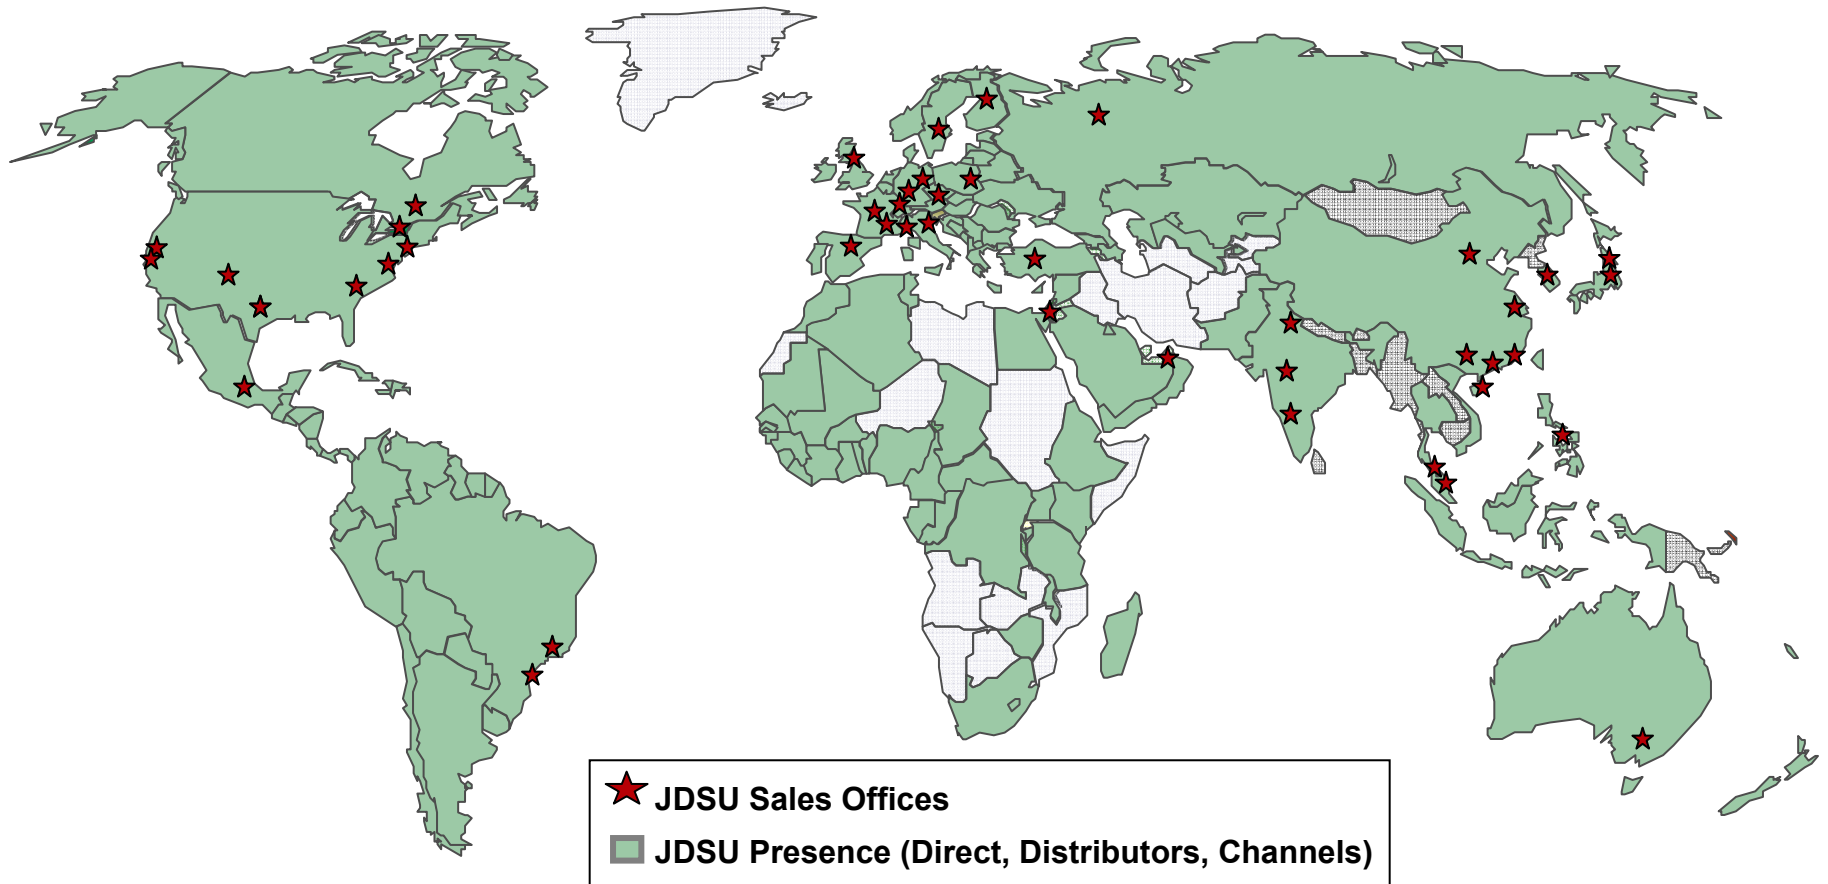 JDSU Sales Offices
JDSU Presence (Direct, Distributors, Channels)